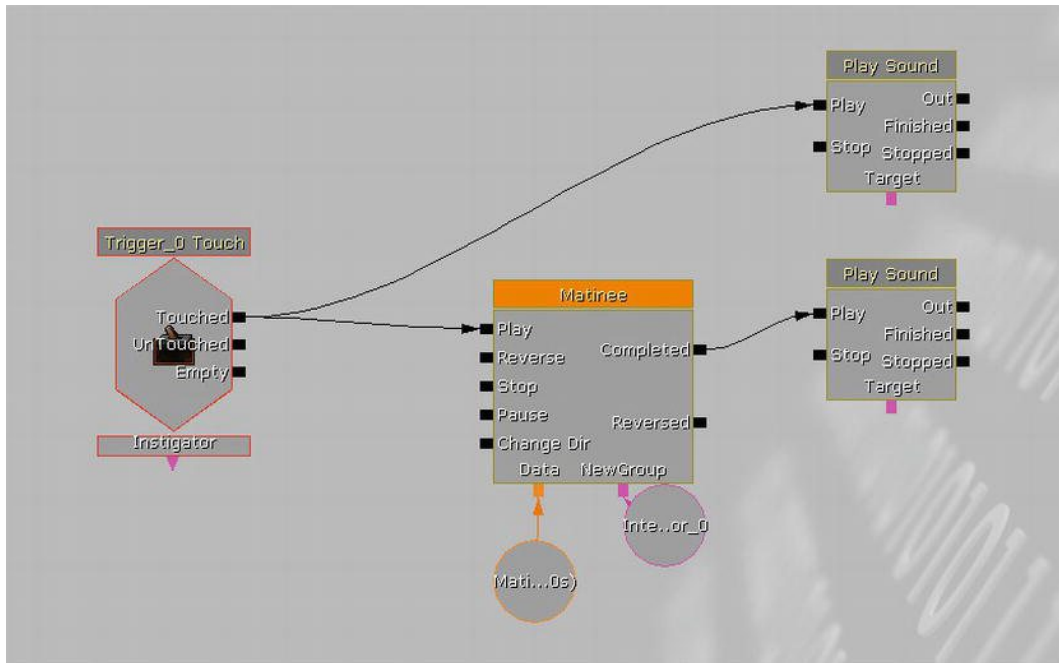 Play Sound
Play
Out
Finished
Stop
Stopped
Target
Trigger_0 Touch
Touched
UnTouched
Empty
Instigator
Matinee
Play
Completed
Reverse
Stop
Pause
Reversed
Change Dir
Data
NewGroup
Mati...0s)
Inte...or_0
Play Sound
Play
Out
Finished
Stop
Stopped
Target